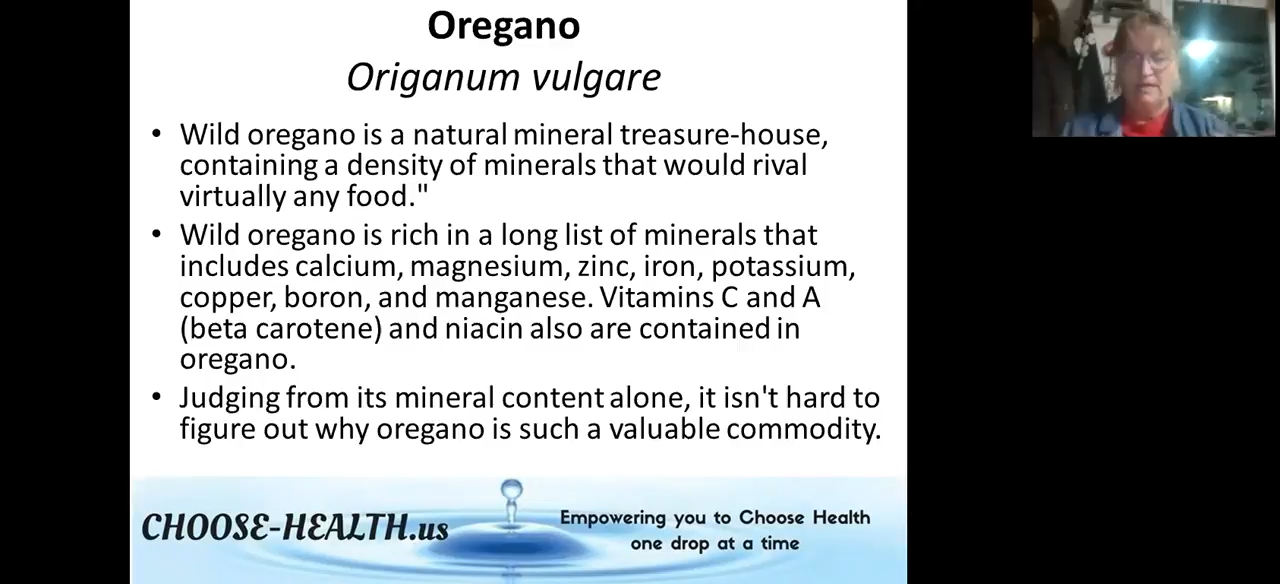 Oregano
Origanum vulgare
• Wild oregano is a natural mineral treasure-house,
containing a density of minerals that would rival
virtually any food."
• Wild oregano is rich in a long list of minerals that
includes calcium, magnesium, zinc, iron, potassium,
copper, boron, and manganese. Vitamins C and A
(beta carotene) and niacin also are contained in
oregano.
• Judging from its mineral content alone, it isn't hard to
figure out why oregano is such a valuable commodity.
CHOOSE-HEALTH.us
Empowering you to Choose Health
one drop at a time